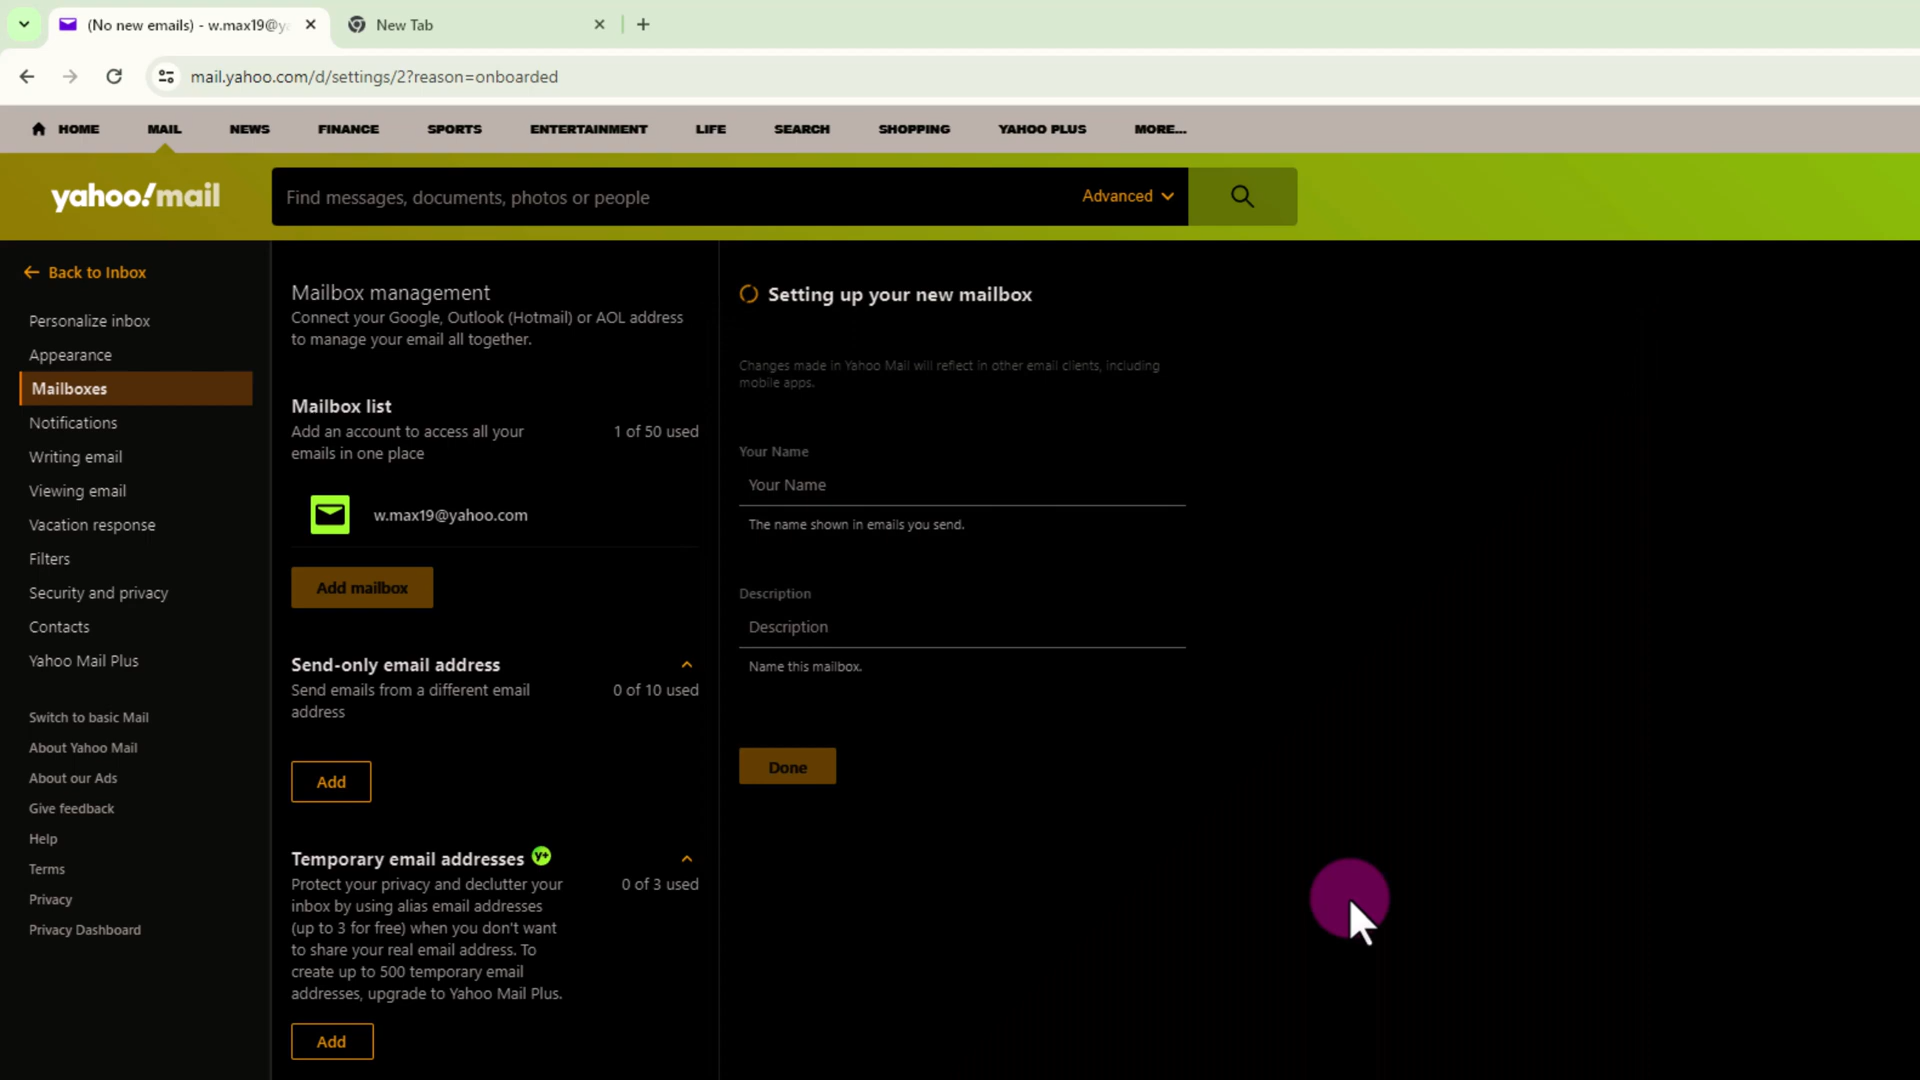 (No new emails) - w.max19@y
New Tab
mail.yahoo.com/d/settings/2?reason=onboarded
HOME
MAIL
NEWS
FINANCE
SPORTS
ENTERTAINMENT
LIFE
SEARCH
SHOPPING
YAHOO PLUS
MORE...
yahoo!mail
Find messages, documents, photos or people
Advanced
Back to Inbox
Personalize inbox
Appearance
Mailboxes
Notifications
Writing email
Viewing email
Vacation response
Filters
Security and privacy
Contacts
Yahoo Mail Plus
Switch to basic Mail
About Yahoo Mail
About our Ads
Give feedback
Help
Terms
Privacy
Privacy Dashboard
Mailbox management
Connect your Google, Outlook (Hotmail) or AOL address
to manage your email all together.
Mailbox list
Add an account to access all your
emails in one place
1 of 50 used
w.max19@yahoo.com
Add mailbox
Send-only email address
Send emails from a different email
address
0 of 10 used
Add
Temporary email addresses y+
Protect your privacy and declutter your
inbox by using alias email addresses
(up to 3 for free) when you don't want
to share your real email address. To
create up to 500 temporary email
addresses, upgrade to Yahoo Mail Plus.
0 of 3 used
Add
Setting up your new mailbox
Changes made in Yahoo Mail will reflect in other email clients, including
mobile apps.
Your Name
Your Name
The name shown in emails you send.
Description
Description
Name this mailbox.
Done